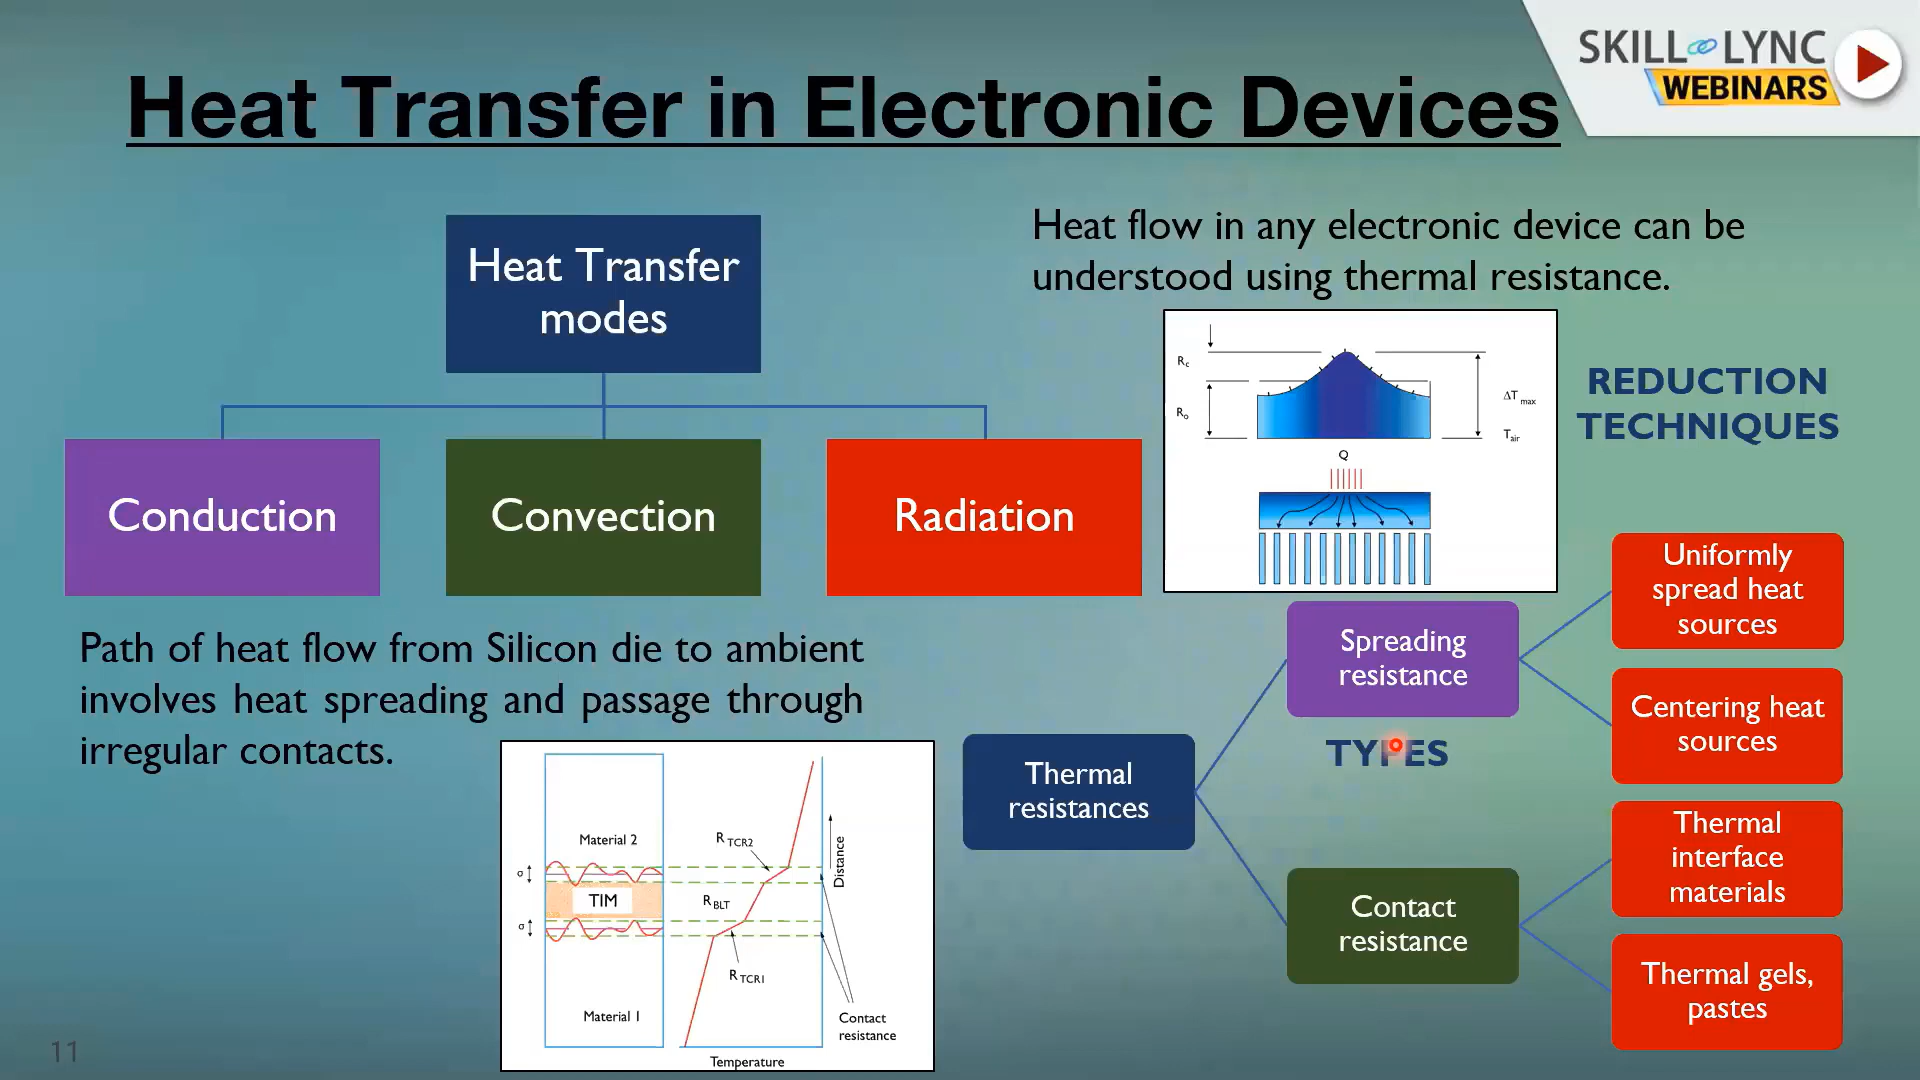 SKILL LYNC
WEBINARS
Heat Transfer in Electronic Devices
Heat Transfer
modes
Conduction
Convection
Radiation
Heat flow in any electronic device can be
understood using thermal resistance.
Rc
Ro
ΔTmax
Tair
Q
REDUCTION
TECHNIQUES
Path of heat flow from Silicon die to ambient
involves heat spreading and passage through
irregular contacts.
Material 2
σ
TIM
σ
Material 1
RTCR2
RBLT
RTCR1
Distance
Contact
resistance
Temperature
Thermal
resistances
TYPES
Spreading
resistance
Contact
resistance
Uniformly
spread heat
sources
Centering heat
sources
Thermal
interface
materials
Thermal gels,
pastes
11